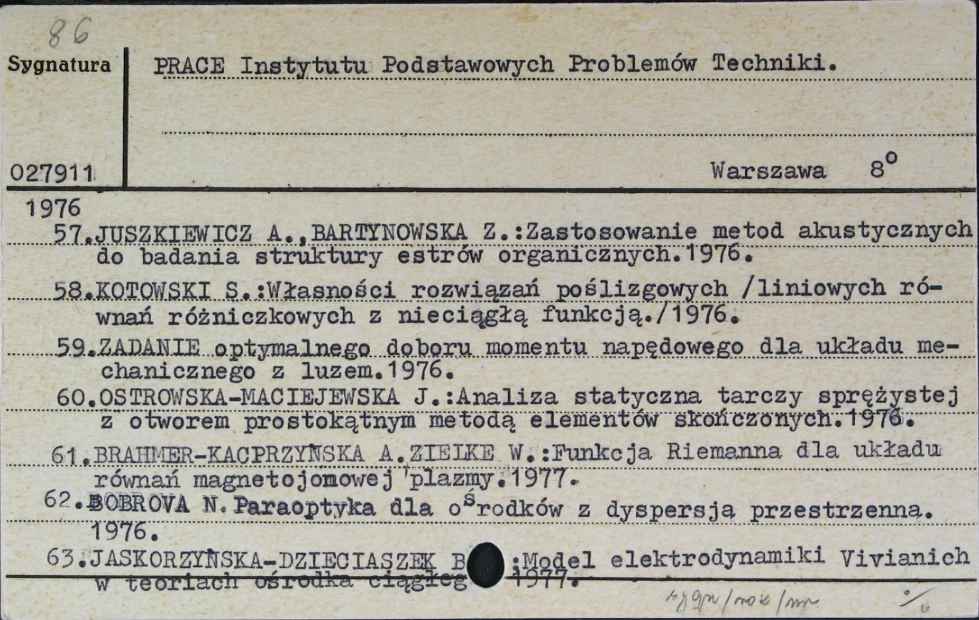 86
Sygnatura
PRACE Instytutu Podstawowych Problemów Techniki.
027911
Warszawa 8°
1976
57.JUSZKIEWICZ A.,BARTYNOWSKA Z.:Zastosowanie metod akustycznych
do badania struktury estrów organicznych.1976.
58.KOTOWSKI S.:Własności rozwiązań poślizgowych /liniowych ró-
wnań różniczkowych z nieciągłą funkcją./1976.
59.ZADANIE optymalnego doboru momentu napędowego dla układu me-
chanicznego z luzem.1976.
60.OSTROWSKA-MACIEJEWSKA J.:Analiza statyczna tarczy sprężystej
z otworem prostokątnym metodą elementów skończonych.1976.
61.BRAHMER-KACPRZYŃSKA A.ZIELKE W.:Funkcja Riemanna dla układu
równań magnetojomowej plazmy.1977.
62.BOBROVA N.Paraoptyka dla ośrodków z dyspersją przestrzenna.
1976.
63.JASKORZYŃSKA-DZIECIASZEK B :Model elektrodynamiki Vivianich
w teoriach ośrodka ciągłeg 1977.